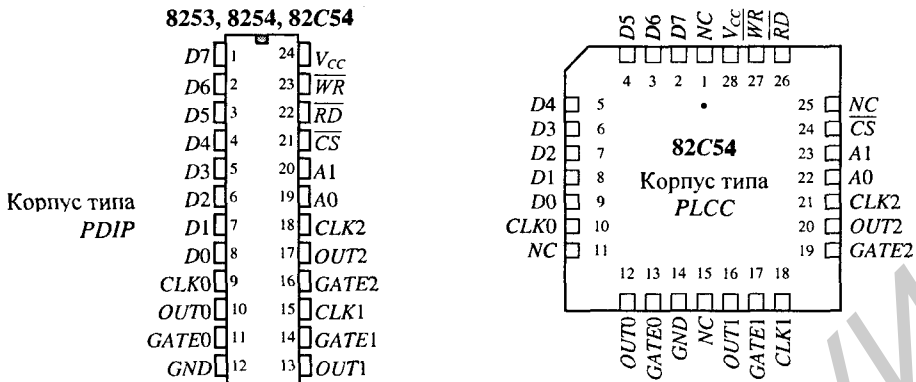 8253, 8254, 82C54
D7 1 24 VCC
D6 2 23 WR
D5 3 22 RD
D4 4 21 CS
D3 5 20 A1
D2 6 19 A0
D1 7 18 CLK2
D0 8 17 OUT2
CLK0 9 16 GATE2
OUT0 10 15 CLK1
GATE0 11 14 GATE1
GND 12 13 OUT1
Корпус типа
PDIP
D5 D6 D7 NC VCC WR RD
4 3 2 1 28 27 26
D4 5 25 NC
D3 6 24 CS
D2 7 23 A1
D1 8 22 A0
D0 9 21 CLK2
CLK0 10 20 OUT2
NC 11 19 GATE2
82C54
Корпус типа
PLCC
12 13 14 15 16 17 18
OUT0 GATE0 GND NC OUT1 GATE1 CLK1